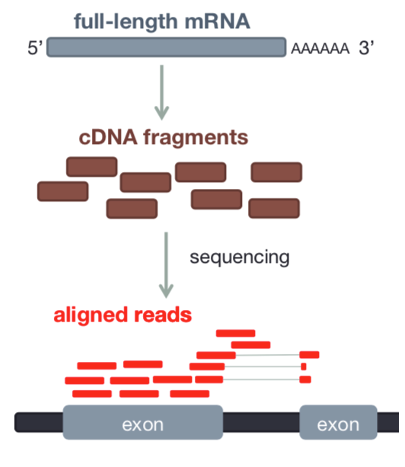 full-length mRNA
5' AAAAAA 3'
cDNA fragments
sequencing
aligned reads
exon exon